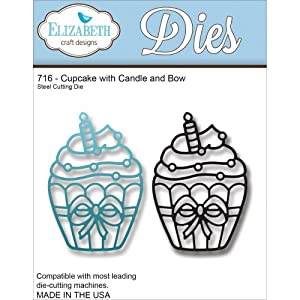 ELIZABETH
craft designs
Dies
716 - Cupcake with Candle and Bow
Steel Cutting Die
Compatible with most leading
die-cutting machines.
MADE IN THE USA